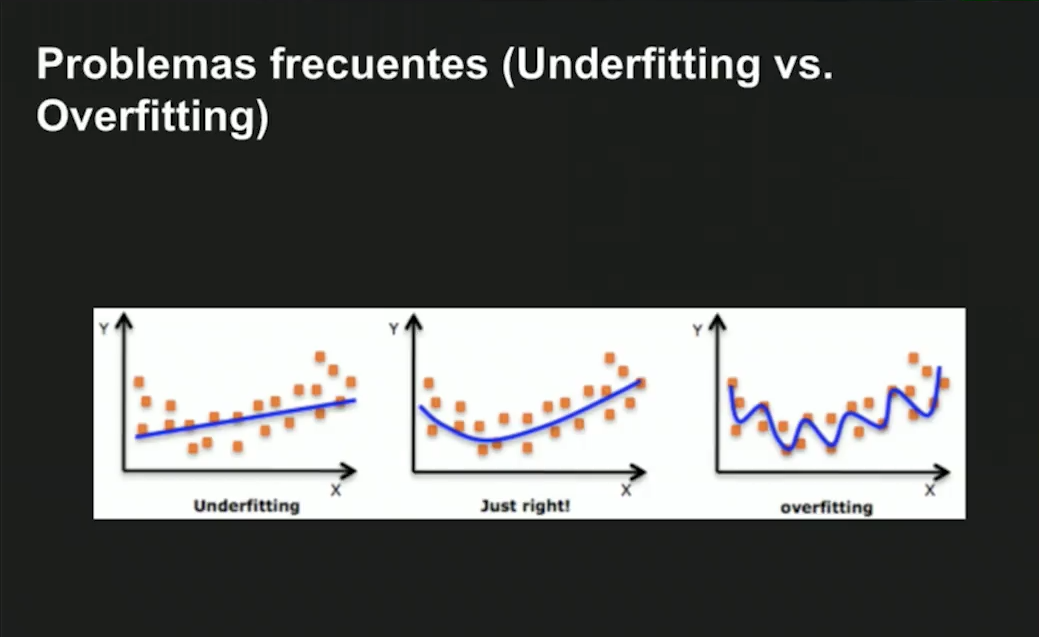 Problemas frecuentes (Underfitting vs.
Overfitting)
Y
X
Underfitting
Y
X
Just right!
Y
X
overfitting